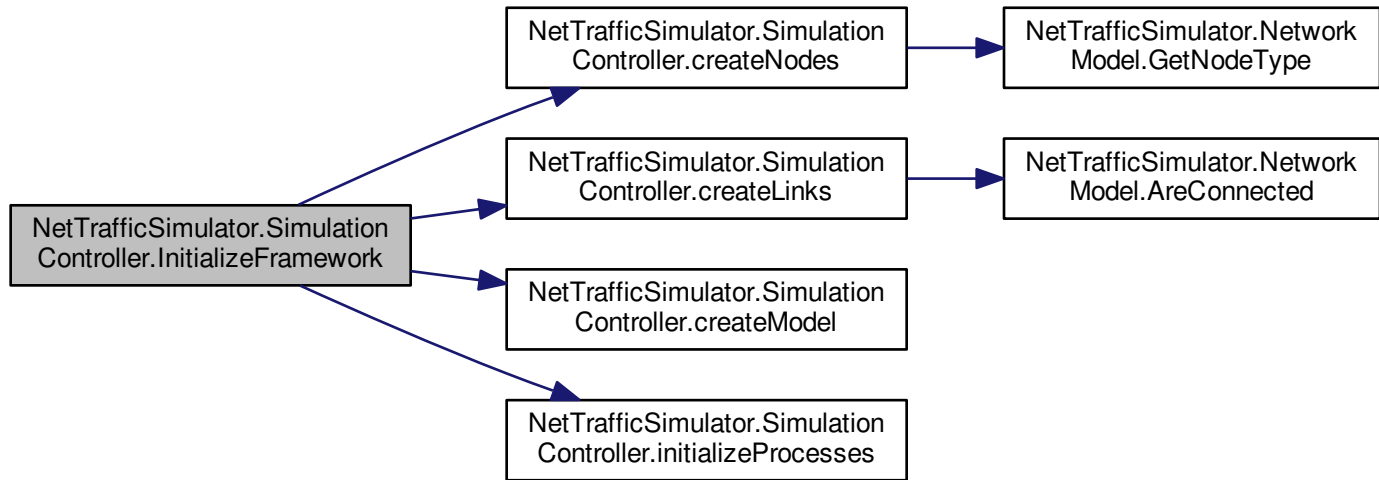 NetTrafficSimulator.Simulation
Controller.createNodes
NetTrafficSimulator.Network
Model.GetNodeType
NetTrafficSimulator.Simulation
Controller.createLinks
NetTrafficSimulator.Network
Model.AreConnected
NetTrafficSimulator.Simulation
Controller.InitializeFramework
NetTrafficSimulator.Simulation
Controller.createModel
NetTrafficSimulator.Simulation
Controller.initializeProcesses